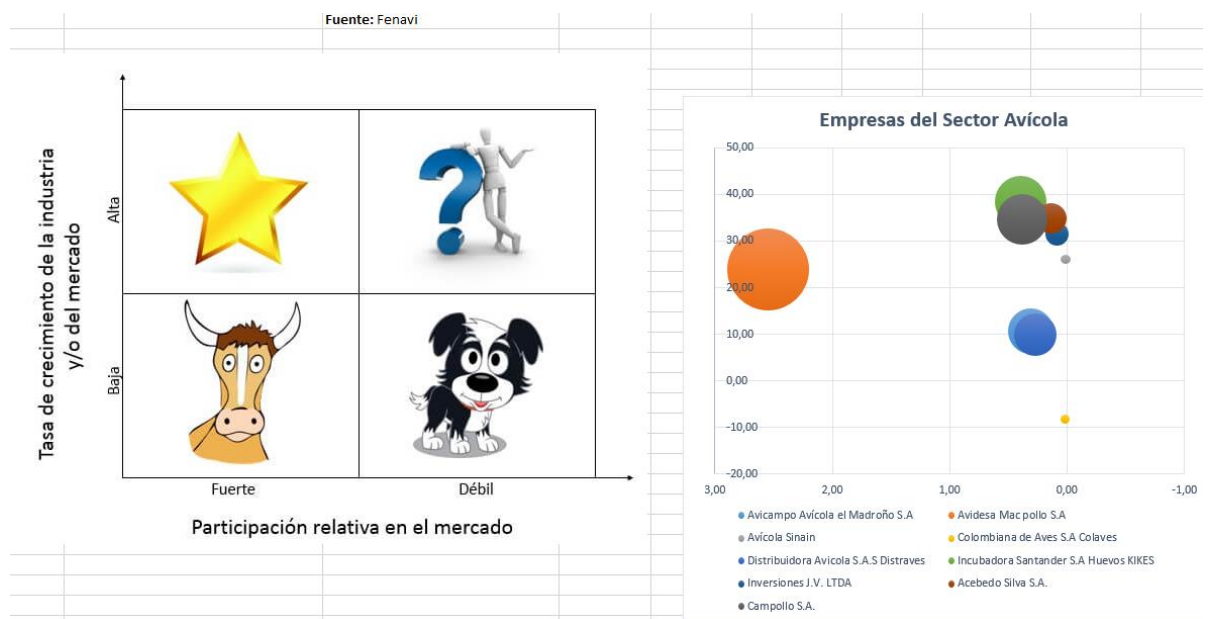 Fuente: Fenavi
Tasa de crecimiento de la industria
y/o del mercado
Alta
Baja
Fuerte
Débil
Participación relativa en el mercado
Empresas del Sector Avícola
50,00
40,00
30,00
20,00
10,00
0,00
-10,00
-20,00
3,00 2,00 1,00 0,00 -1,00
Avicampo Avícola el Madroño S.A Avidesa Mac pollo S.A
Avícola Sinain Colombiana de Aves S.A Colaves
Distribuidora Avicola S.A.S Distraves Incubadora Santander S.A Huevos KIKES
Inversiones J.V. LTDA Acebedo Silva S.A.
Campollo S.A.